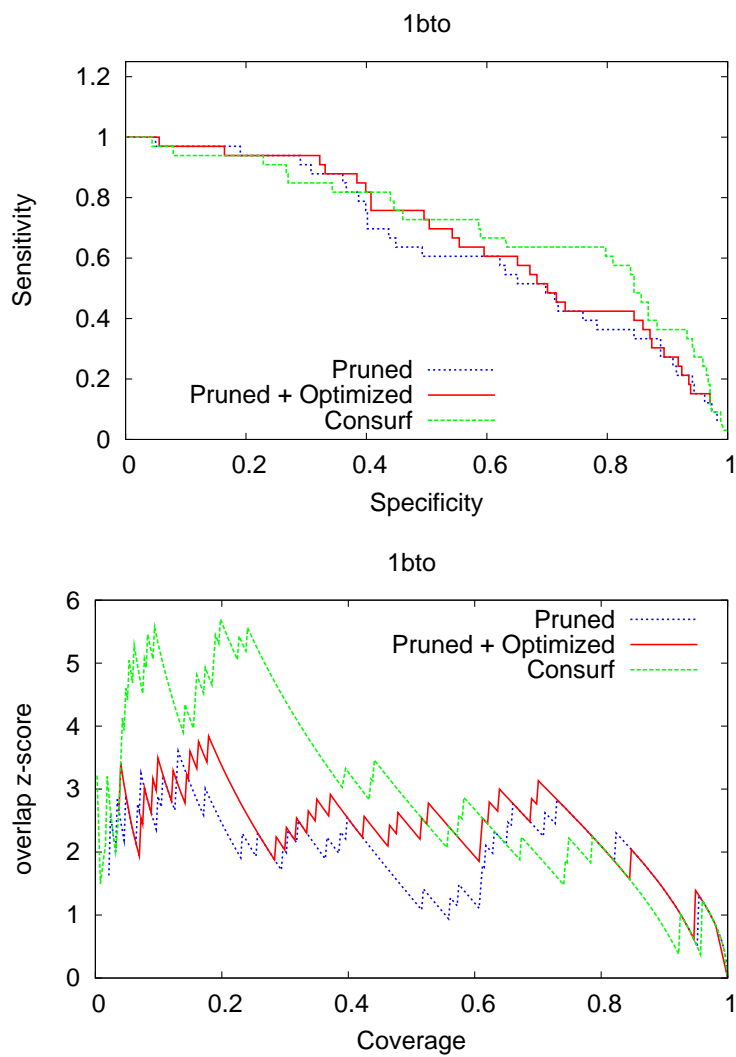 1bto
1.2
1
0.8
0.6
0.4
0.2
0
Sensitivity
Pruned
Pruned + Optimized
Consurf
0 0.2 0.4 0.6 0.8 1
Specificity
1bto
6
5
4
3
2
1
0
overlap z-score
Pruned
Pruned + Optimized
Consurf
0 0.2 0.4 0.6 0.8 1
Coverage